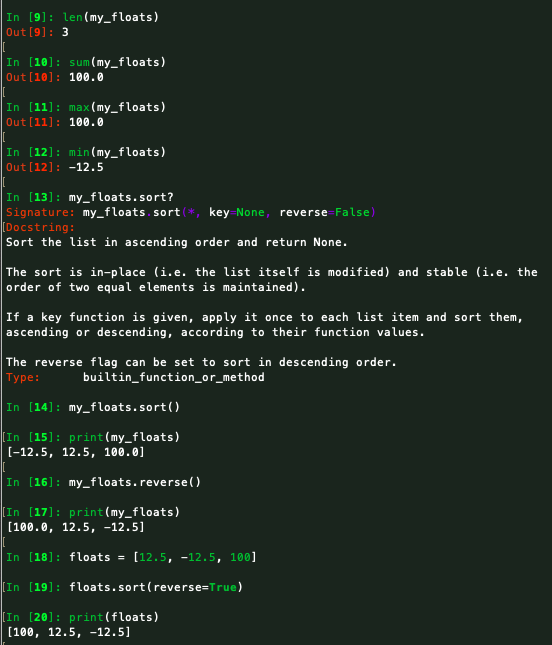 In [9]: len(my_floats)
Out[9]: 3
In [10]: sum(my_floats)
Out[10]: 100.0
In [11]: max(my_floats)
Out[11]: 100.0
In [12]: min(my_floats)
Out[12]: -12.5
In [13]: my_floats.sort?
Signature: my_floats.sort(*, key=None, reverse=False)
Docstring:
Sort the list in ascending order and return None.
The sort is in-place (i.e. the list itself is modified) and stable (i.e. the
order of two equal elements is maintained).
If a key function is given, apply it once to each list item and sort them,
ascending or descending, according to their function values.
The reverse flag can be set to sort in descending order.
Type:      builtin_function_or_method
In [14]: my_floats.sort()
In [15]: print(my_floats)
[-12.5, 12.5, 100.0]
In [16]: my_floats.reverse()
In [17]: print(my_floats)
[100.0, 12.5, -12.5]
In [18]: floats = [12.5, -12.5, 100]
In [19]: floats.sort(reverse=True)
In [20]: print(floats)
[100, 12.5, -12.5]